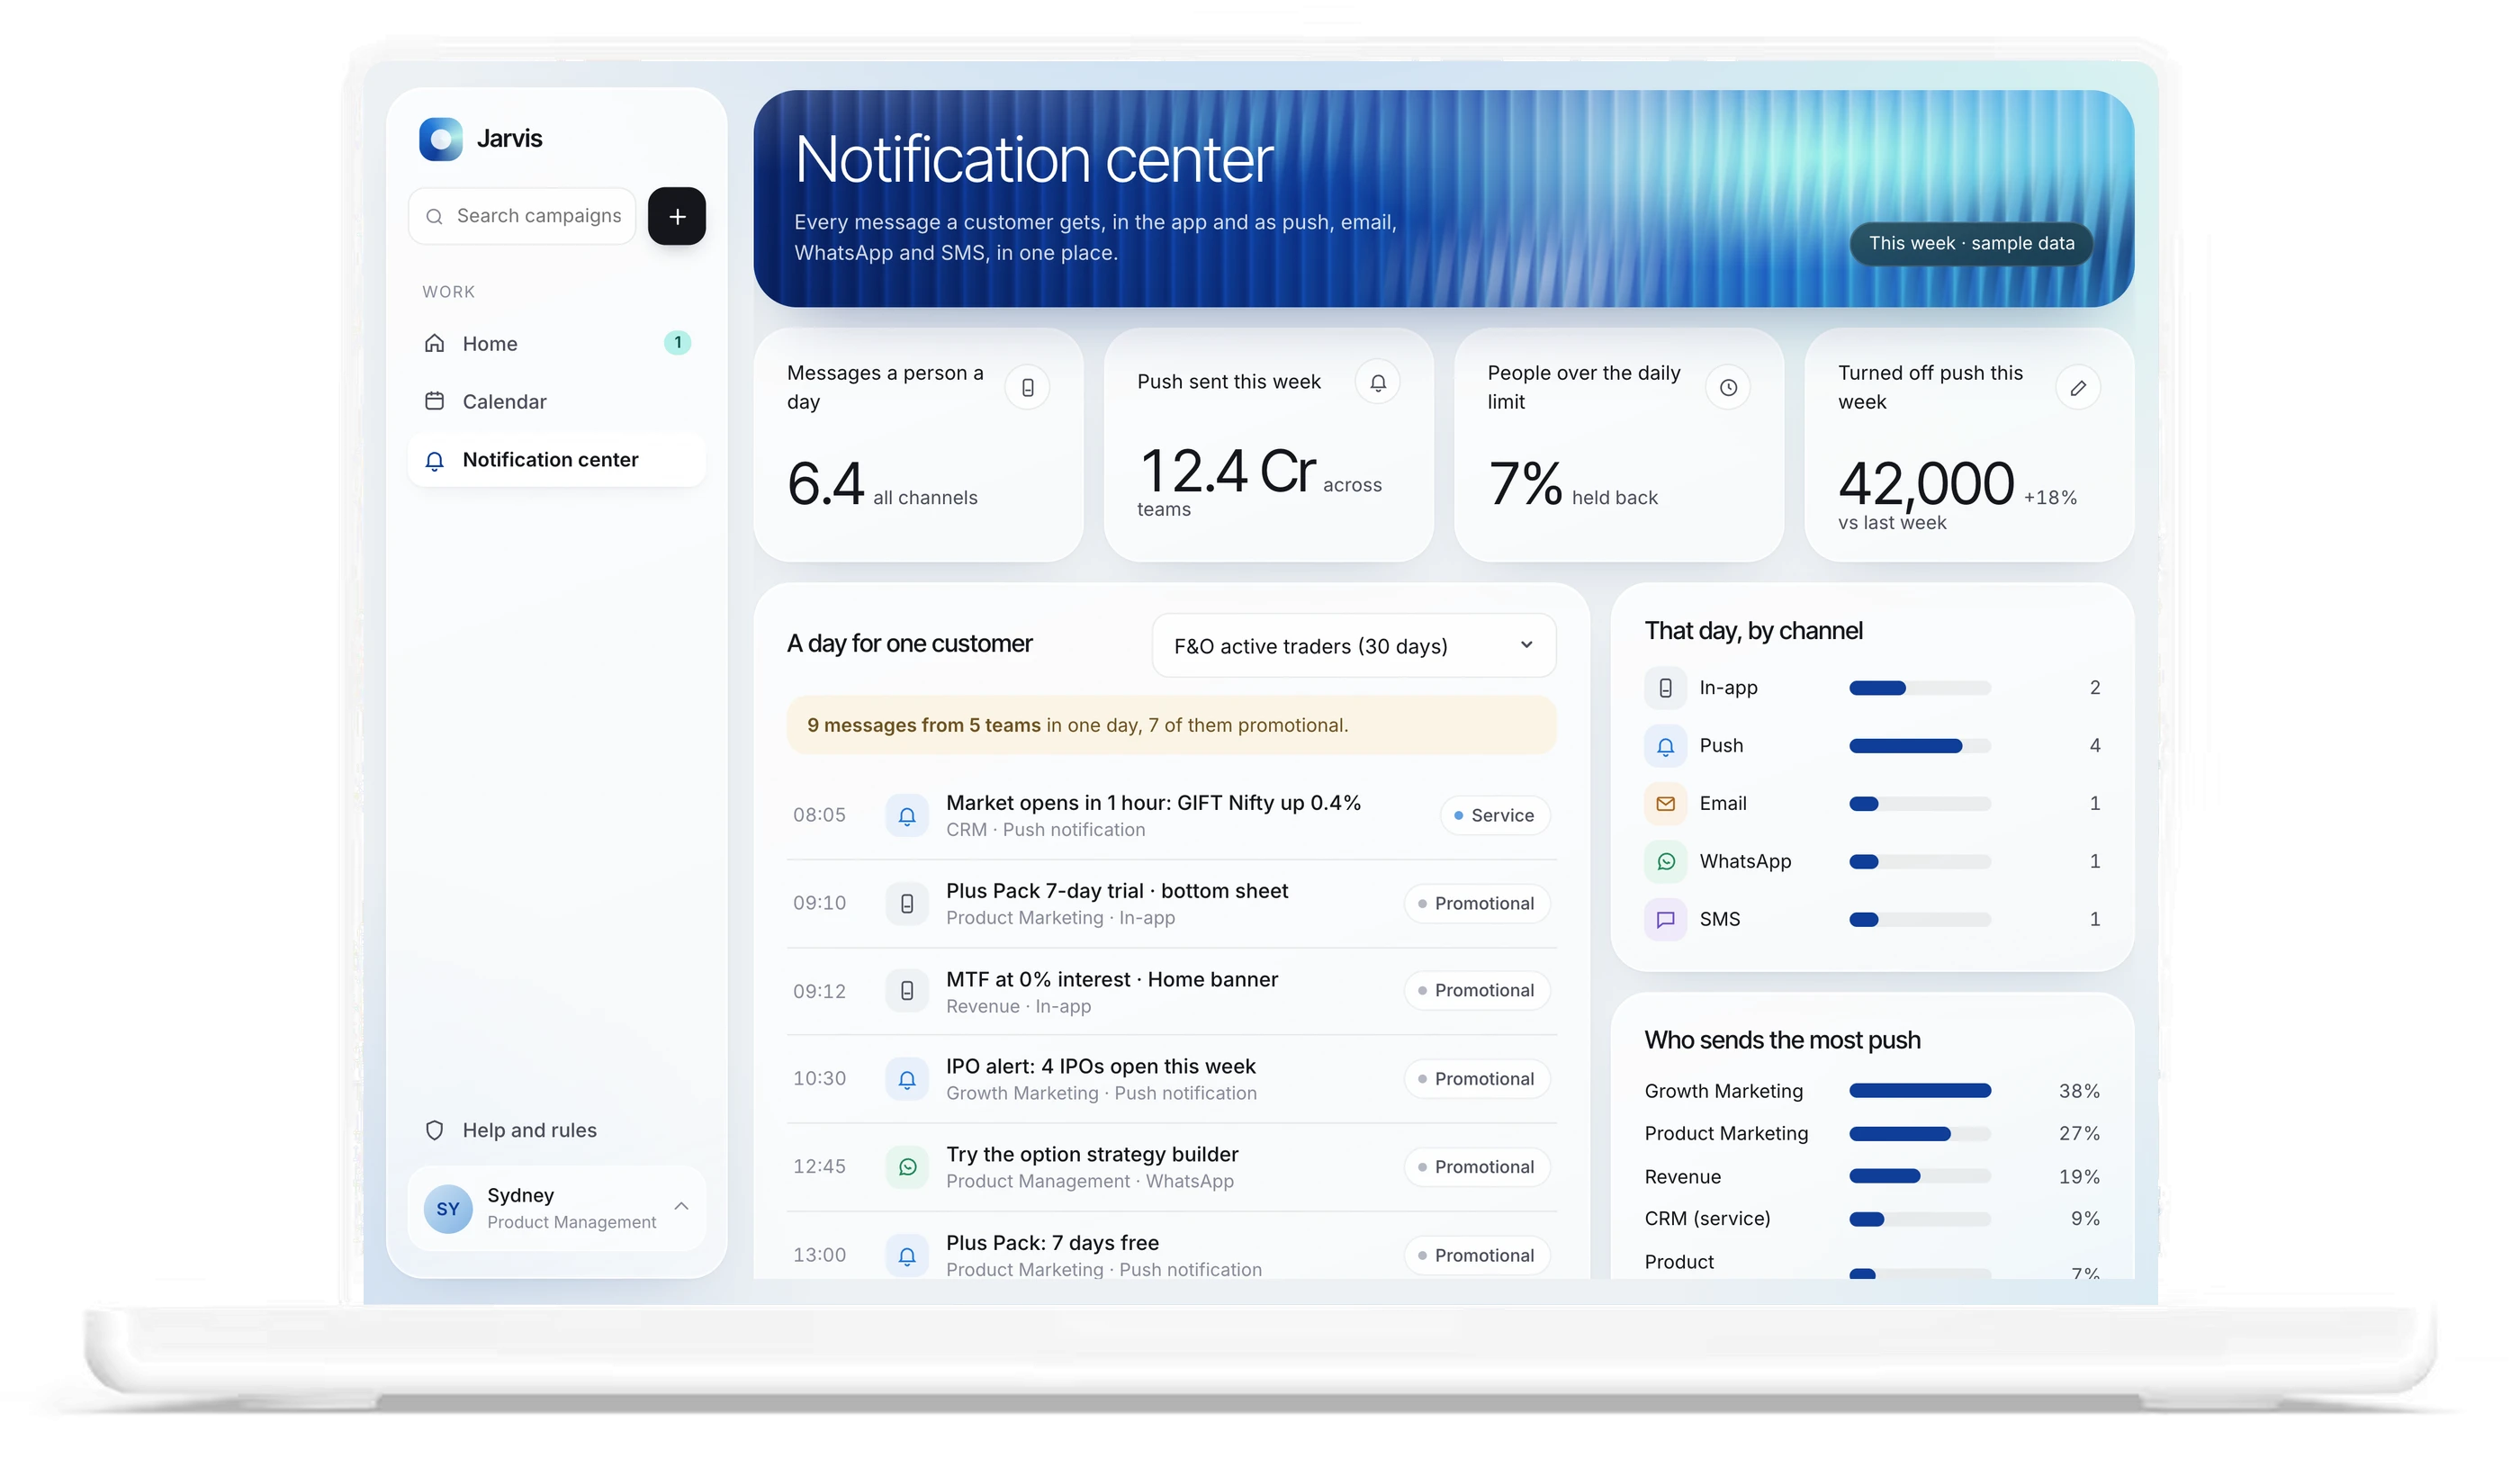 Jarvis
Search campaigns
WORK
Home
1
Calendar
Notification center
Help and rules
SY
Sydney
Product Management
Notification center
Every message a customer gets, in the app and as push, email,
WhatsApp and SMS, in one place.
This week · sample data
Messages a person a
day
6.4 all channels
Push sent this week
12.4 Cr across
teams
People over the daily
limit
7% held back
Turned off push this
week
42,000 +18%
vs last week
A day for one customer
F&O active traders (30 days)
9 messages from 5 teams in one day, 7 of them promotional.
08:05
Market opens in 1 hour: GIFT Nifty up 0.4%
CRM · Push notification
Service
09:10
Plus Pack 7-day trial · bottom sheet
Product Marketing · In-app
Promotional
09:12
MTF at 0% interest · Home banner
Revenue · In-app
Promotional
10:30
IPO alert: 4 IPOs open this week
Growth Marketing · Push notification
Promotional
12:45
Try the option strategy builder
Product Management · WhatsApp
Promotional
13:00
Plus Pack: 7 days free
Product Marketing · Push notification
Promotional
That day, by channel
In-app 2
Push 4
Email 1
WhatsApp 1
SMS 1
Who sends the most push
Growth Marketing 38%
Product Marketing 27%
Revenue 19%
CRM (service) 9%
Product
7%